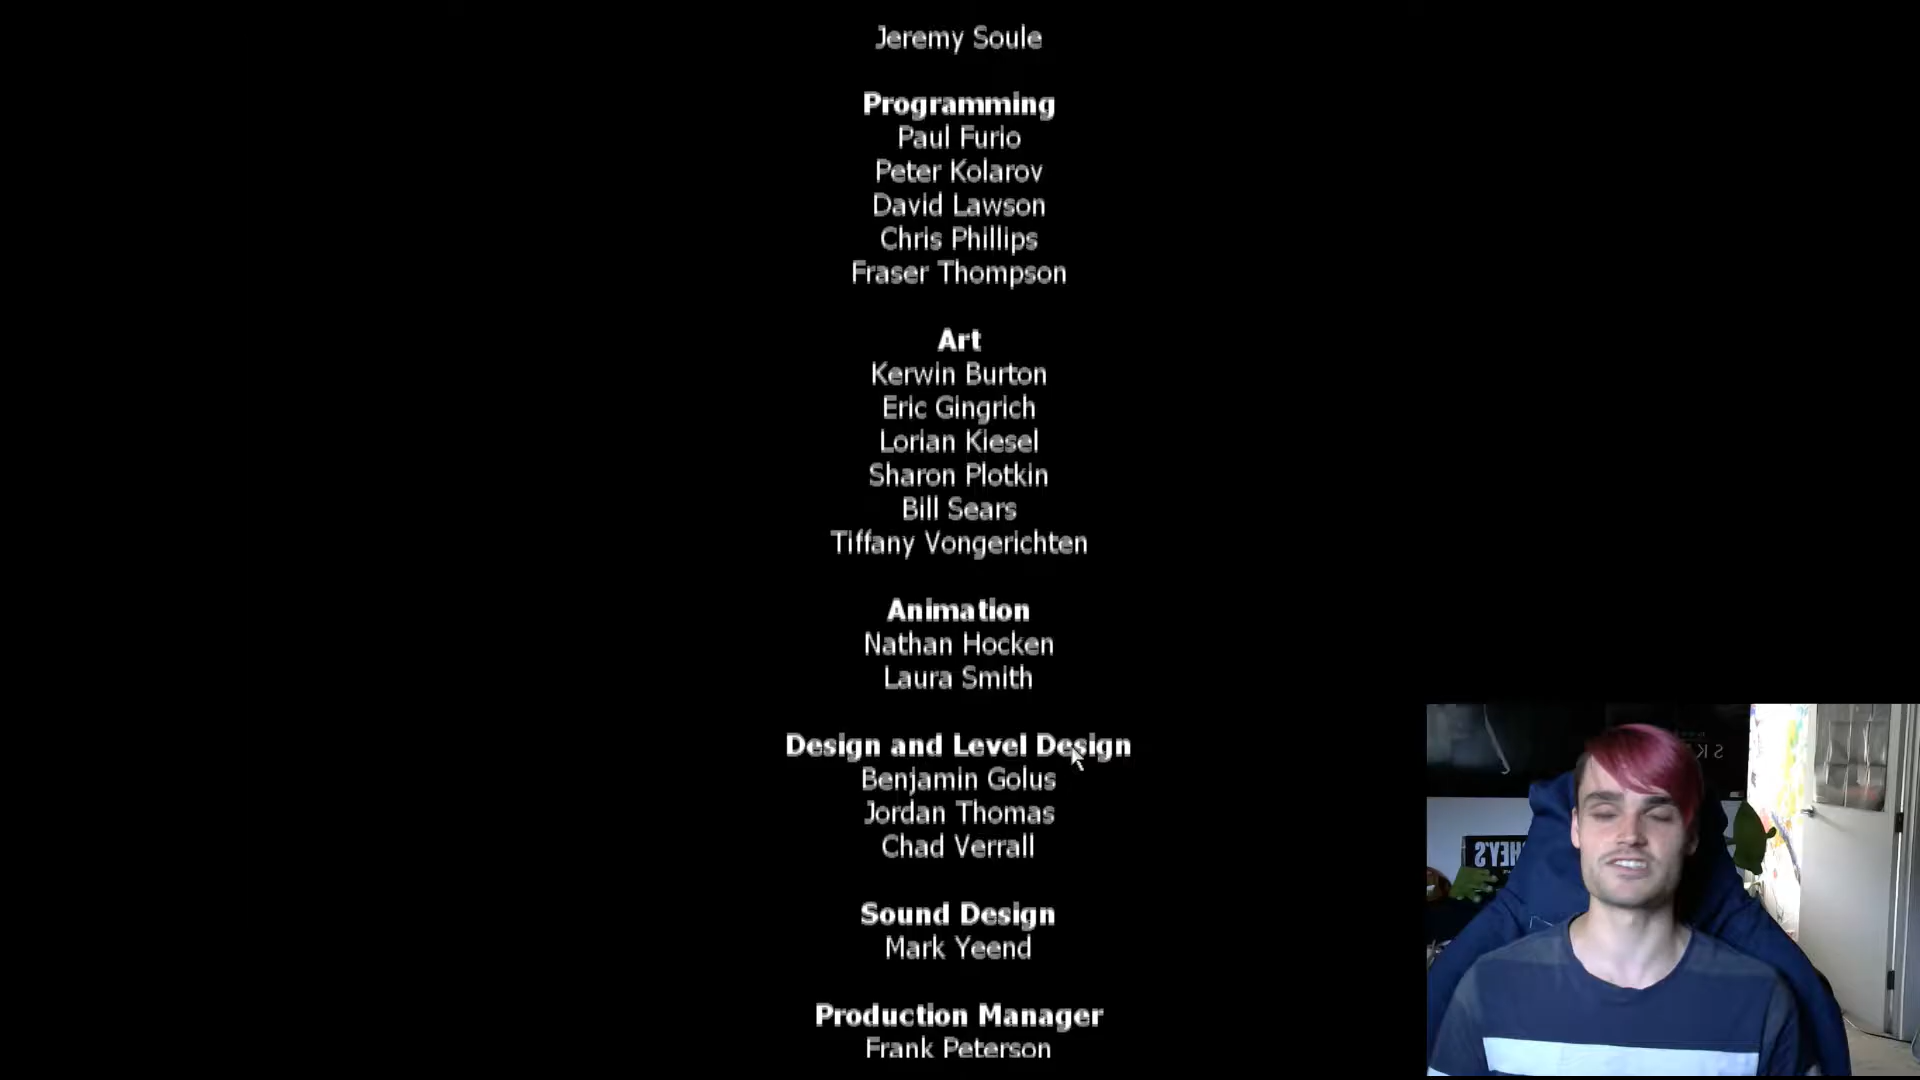 Jeremy Soule
Programming
Paul Furio
Peter Kolarov
David Lawson
Chris Phillips
Fraser Thompson
Art
Kerwin Burton
Eric Gingrich
Lorian Kiesel
Sharon Plotkin
Bill Sears
Tiffany Vongerichten
Animation
Nathan Hocken
Laura Smith
Design and Level Design
Benjamin Golus
Jordan Thomas
Chad Verrall
Sound Design
Mark Yeend
Production Manager
Frank Peterson
HEY'S